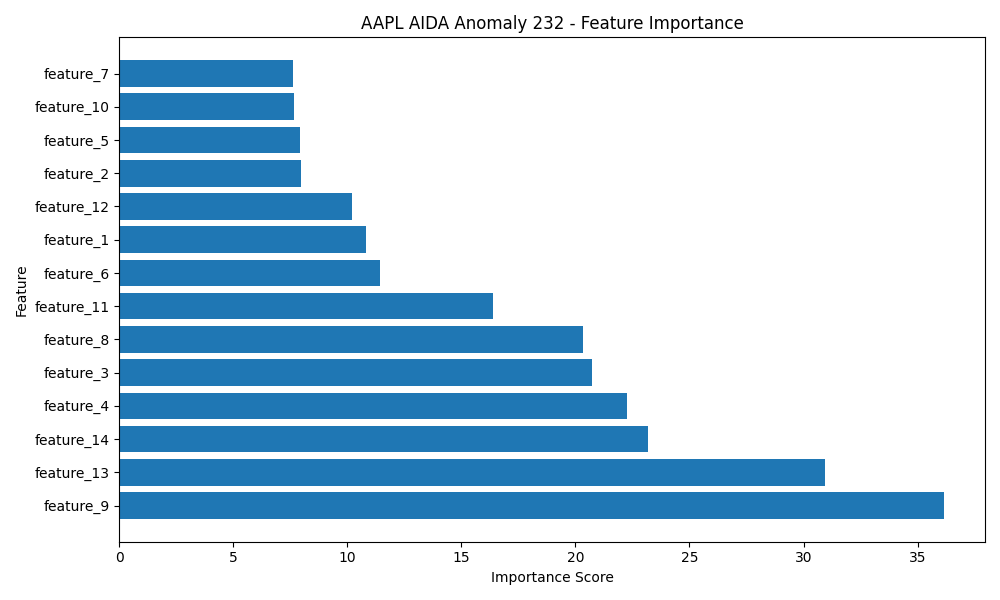 AAPL AIDA Anomaly 232 - Feature Importance
feature_7
feature_10
feature_5
feature_2
feature_12
feature_1
feature_6
feature_11
feature_8
feature_3
feature_4
feature_14
feature_13
feature_9
Feature
0 5 10 15 20 25 30 35
Importance Score